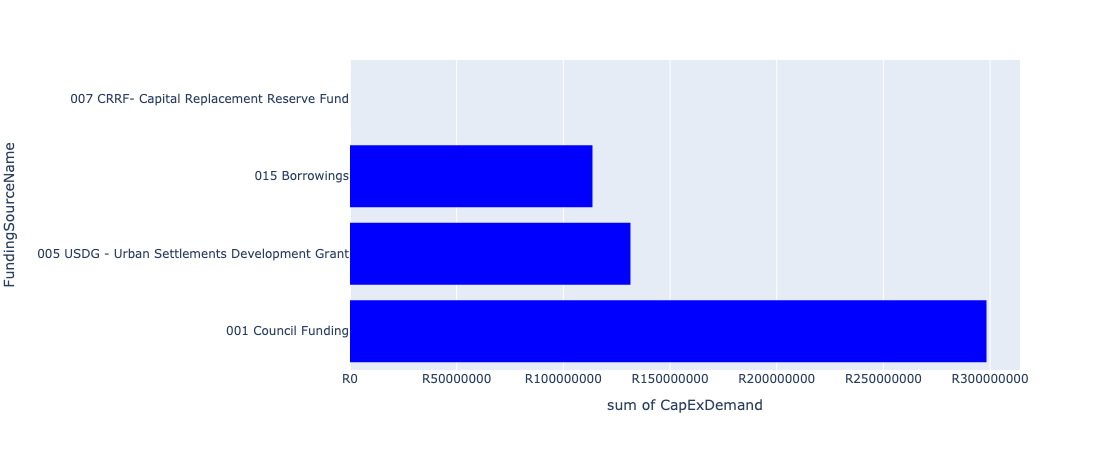 007 CRRF- Capital Replacement Reserve Fund
015 Borrowings
005 USDG - Urban Settlements Development Grant
001 Council Funding
FundingSourceName
R0 R50000000 R100000000 R150000000 R200000000 R250000000 R300000000
sum of CapExDemand